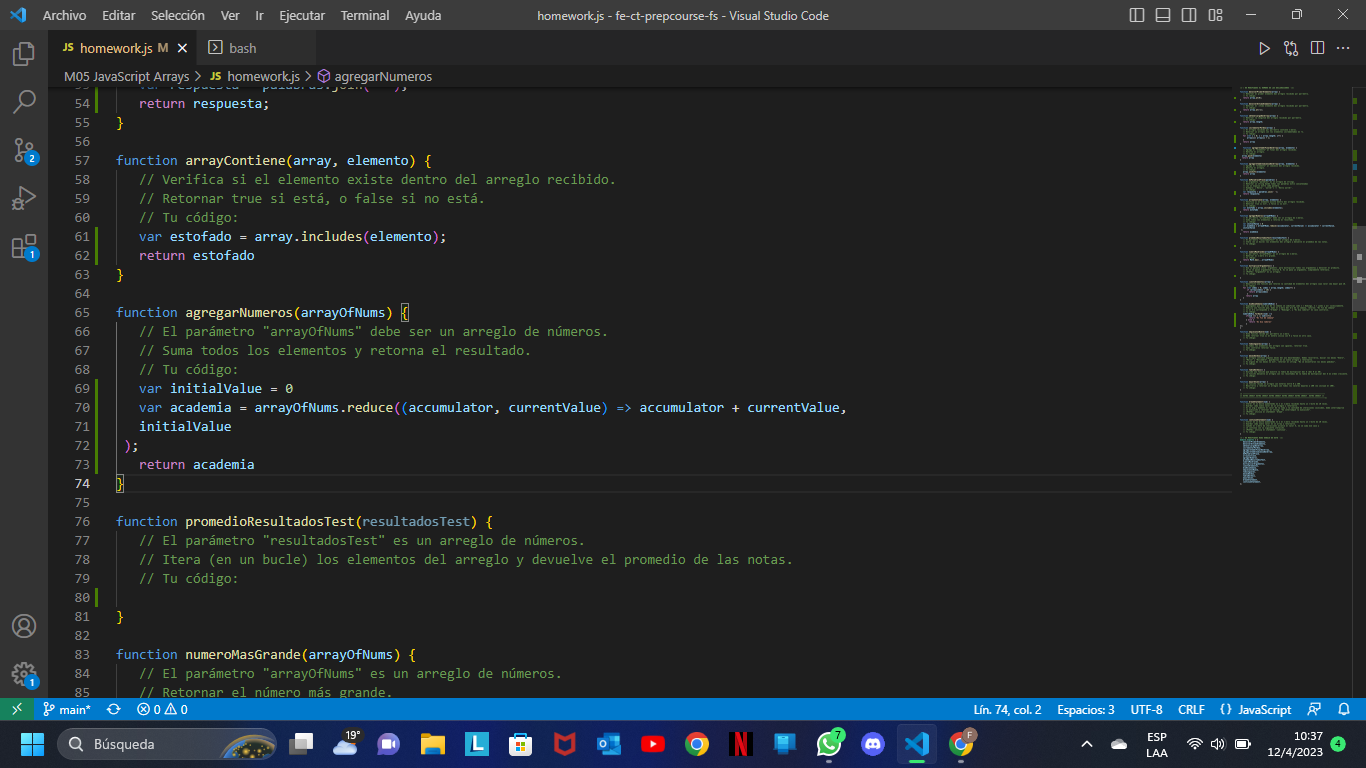 Archivo Editar Selección Ver Ir Ejecutar Terminal Ayuda
homework.js - fe-ct-prepcourse-fs - Visual Studio Code
JS homework.js M
bash
M05 JavaScript Arrays > JS homework.js > agregarNumeros
54 return respuesta;
55 }
56
57 function arrayContiene(array, elemento) {
58 // Verifica si el elemento existe dentro del arreglo recibido.
59 // Retornar true si está, o false si no está.
60 // Tu código:
61 var estofado = array.includes(elemento);
62 return estofado
63 }
64
65 function agregarNumeros(arrayOfNums) {
66 // El parámetro "arrayOfNums" debe ser un arreglo de números.
67 // Suma todos los elementos y retorna el resultado.
68 // Tu código:
69 var initialValue = 0
70 var academia = arrayOfNums.reduce((accumulator, currentValue) => accumulator + currentValue,
71 initialValue
72 );
73 return academia
74 }
75
76 function promedioResultadosTest(resultadosTest) {
77 // El parámetro "resultadosTest" es un arreglo de números.
78 // Itera (en un bucle) los elementos del arreglo y devuelve el promedio de las notas.
79 // Tu código:
80
81 }
82
83 function numeroMasGrande(arrayOfNums) {
84 // El parámetro "arrayOfNums" es un arreglo de números.
85 // Retornar el número más grande.
2
1
1
main* 0 0
Lín. 74, col. 2 Espacios: 3 UTF-8 CRLF {} JavaScript
Búsqueda
19°
L
N
7
F
ESP
LAA
10:37
12/4/2023
4